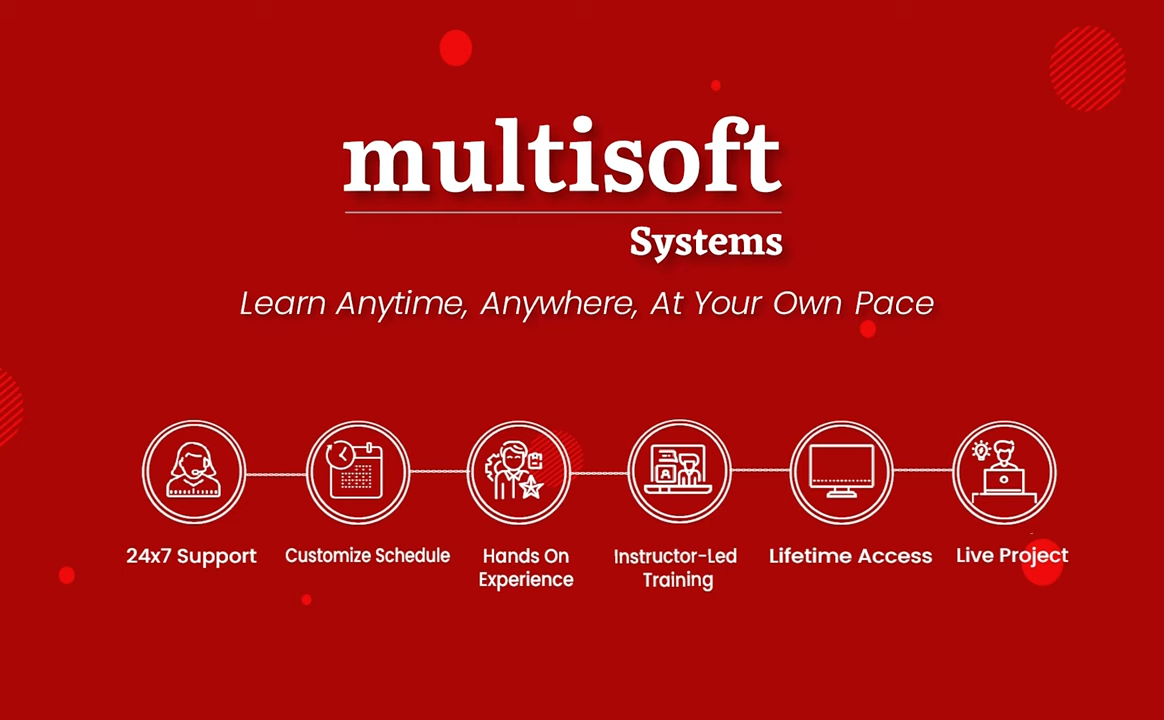 multisoft
Systems
Learn Anytime, Anywhere, At Your Own Pace
24x7 Support
Customize Schedule
Hands On
Experience
Instructor-Led
Training
Lifetime Access
Live Project